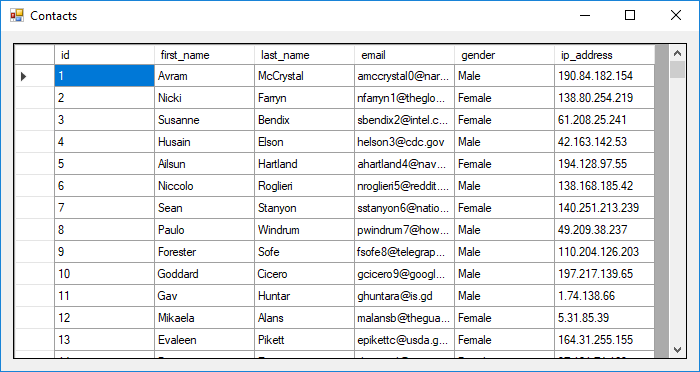 Contacts
id first_name last_name email gender ip_address
1 Avram McCrystal amccrystal0@nar... Male 190.84.182.154
2 Nicki Farryn nfarryn1@theglo... Female 138.80.254.219
3 Susanne Bendix sbendix2@intel.c... Female 61.208.25.241
4 Husain Elson helson3@cdc.gov Male 42.163.142.53
5 Ailsun Hartland ahartland4@nav... Female 194.128.97.55
6 Niccolo Roglieri nroglieri5@reddit.... Male 138.168.185.42
7 Sean Stanyon sstanyon6@natio... Female 140.251.213.239
8 Paulo Windrum pwindrum7@how... Male 49.209.38.237
9 Forester Sofe fsofe8@telegrap... Male 110.204.126.203
10 Goddard Cicero gcicero9@googl... Male 197.217.139.65
11 Gav Huntar ghuntara@is.gd Male 1.74.138.66
12 Mikaela Alans malansb@thegua... Female 5.31.85.39
13 Evaleen Pikett epikettc@usda.g... Female 164.31.255.155